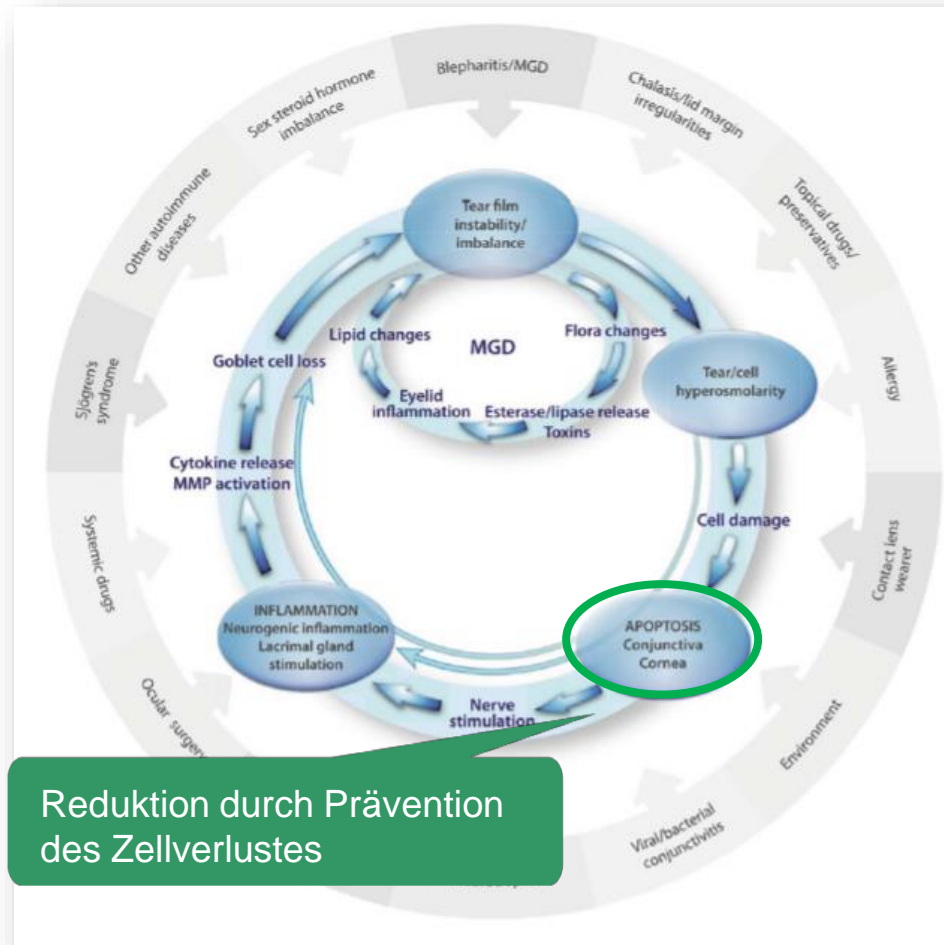 Blepharitis/MGD
Chalasis/lid margin
irregularities
Topical drugs/
preservatives
Allergy
Contact lens
wearer
Environment
Viral/bacterial
conjunctivitis
Ocular surgery
Systemic drugs
Sjögren's
syndrome
Other autoimmune
diseases
Sex steroid hormone
imbalance
Tear film
instability/
imbalance
Lipid changes
MGD
Flora changes
Eyelid
inflammation
Esterase/lipase release
Toxins
Goblet cell loss
Tear/cell
hyperosmolarity
Cytokine release
MMP activation
Cell damage
INFLAMMATION
Neurogenic inflammation
Lacrimal gland
stimulation
APOPTOSIS
Conjunctiva
Cornea
Nerve
stimulation
Reduktion durch Prävention
des Zellverlustes